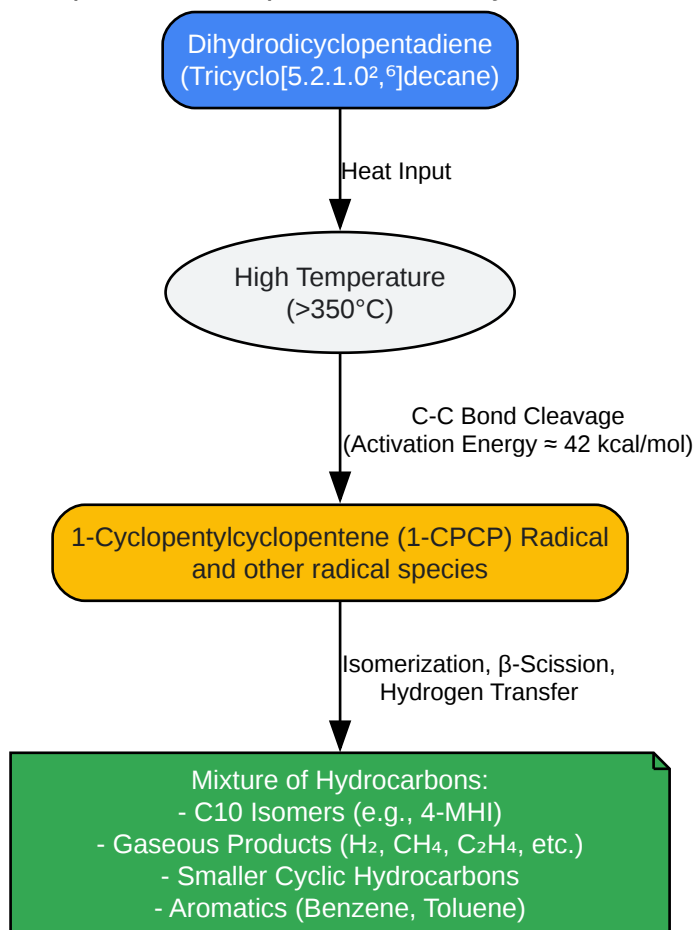 Dihydrodicyclopentadiene
(Tricyclo[5.2.1.0²,⁶]decane)
Heat Input
High Temperature
(>350°C)
C-C Bond Cleavage
(Activation Energy ≈ 42 kcal/mol)
1-Cyclopentylcyclopentene (1-CPCP) Radical
and other radical species
Isomerization, β-Scission,
Hydrogen Transfer
Mixture of Hydrocarbons:
- C10 Isomers (e.g., 4-MHI)
- Gaseous Products (H₂, CH₄, C₂H₄, etc.)
- Smaller Cyclic Hydrocarbons
- Aromatics (Benzene, Toluene)